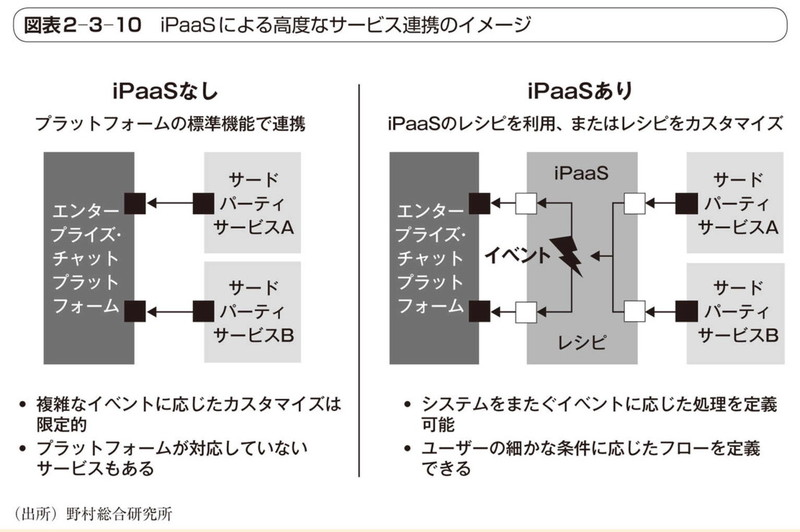 図表2-3-10 iPaaSによる高度なサービス連携のイメージ
iPaaSなし
プラットフォームの標準機能で連携
エンター
プライズ・
チャット
プラット
フォーム
サード
パーティ
サービスA
サード
パーティ
サービスB
• 複雑なイベントに応じたカスタマイズは
限定的
• プラットフォームが対応していない
サービスもある
iPaaSあり
iPaaSのレシピを利用、またはレシピをカスタマイズ
エンター
プライズ・
チャット
プラット
フォーム
iPaaS
イベント
レシピ
サード
パーティ
サービスA
サード
パーティ
サービスB
• システムをまたぐイベントに応じた処理を定義
可能
• ユーザーの細かな条件に応じたフローを定義
できる
（出所）野村総合研究所